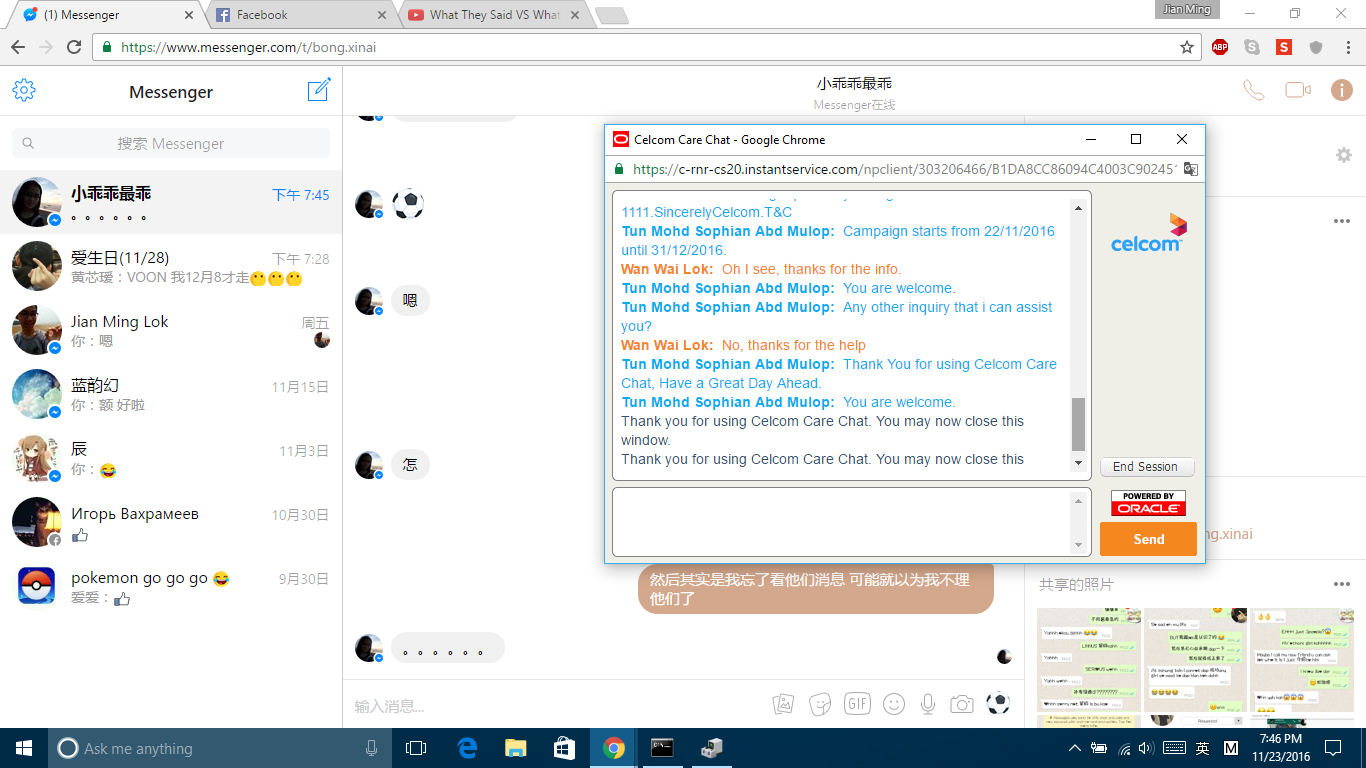 (1) Messenger
Facebook
What They Said VS What
Jian Ming
https://www.messenger.com/t/bong.xinai
ABP
S
Messenger
搜索 Messenger
小乖乖最乖
下午 7:45
。。。。。。
爱生日(11/28)
下午 7:28
黄芯瑷：VOON 我12月8才走😶😶😶
Jian Ming Lok
周五
你：嗯
蓝韵幻
11月15日
你：额 好啦
辰
11月3日
你：😂
Игорь Вахрамеев
10月30日
pokemon go go go 😂
9月30日
爱爱：
小乖乖最乖
Messenger在线
嗯
怎
然后其实是我忘了看他们消息 可能就以为我不理
他们了
。。。。。。
输入消息...
GIF
Celcom Care Chat - Google Chrome
https://c-rnr-cs20.instantservice.com/npclient/303206466/B1DA8CC86094C4003C90245
1111.SincerelyCelcom.T&C
Tun Mohd Sophian Abd Mulop: Campaign starts from 22/11/2016
until 31/12/2016.
Wan Wai Lok: Oh I see, thanks for the info.
Tun Mohd Sophian Abd Mulop: You are welcome.
Tun Mohd Sophian Abd Mulop: Any other inquiry that i can assist
you?
Wan Wai Lok: No, thanks for the help
Tun Mohd Sophian Abd Mulop: Thank You for using Celcom Care
Chat, Have a Great Day Ahead.
Tun Mohd Sophian Abd Mulop: You are welcome.
Thank you for using Celcom Care Chat. You may now close this
window.
Thank you for using Celcom Care Chat. You may now close this
celcom
End Session
POWERED BY
ORACLE
Send
ng.xinai
共享的照片
Ask me anything
英
M
7:46 PM
11/23/2016